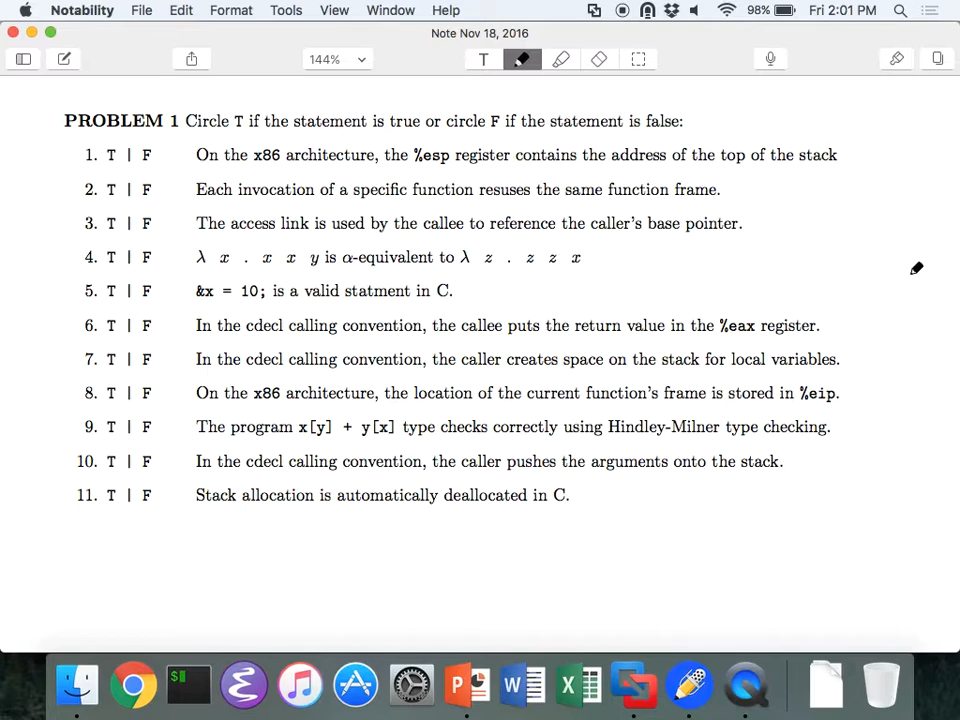 Notability File Edit Format Tools View Window Help 98% Fri 2:01 PM
Note Nov 18, 2016
144% T
PROBLEM 1 Circle T if the statement is true or circle F if the statement is false:
1. T | F On the x86 architecture, the %esp register contains the address of the top of the stack
2. T | F Each invocation of a specific function resuses the same function frame.
3. T | F The access link is used by the callee to reference the caller's base pointer.
4. T | F λ x . x x y is α-equivalent to λ z . z z x
5. T | F &x = 10; is a valid statment in C.
6. T | F In the cdecl calling convention, the callee puts the return value in the %eax register.
7. T | F In the cdecl calling convention, the caller creates space on the stack for local variables.
8. T | F On the x86 architecture, the location of the current function's frame is stored in %eip.
9. T | F The program x[y] + y[x] type checks correctly using Hindley-Milner type checking.
10. T | F In the cdecl calling convention, the caller pushes the arguments onto the stack.
11. T | F Stack allocation is automatically deallocated in C.
$ P W X